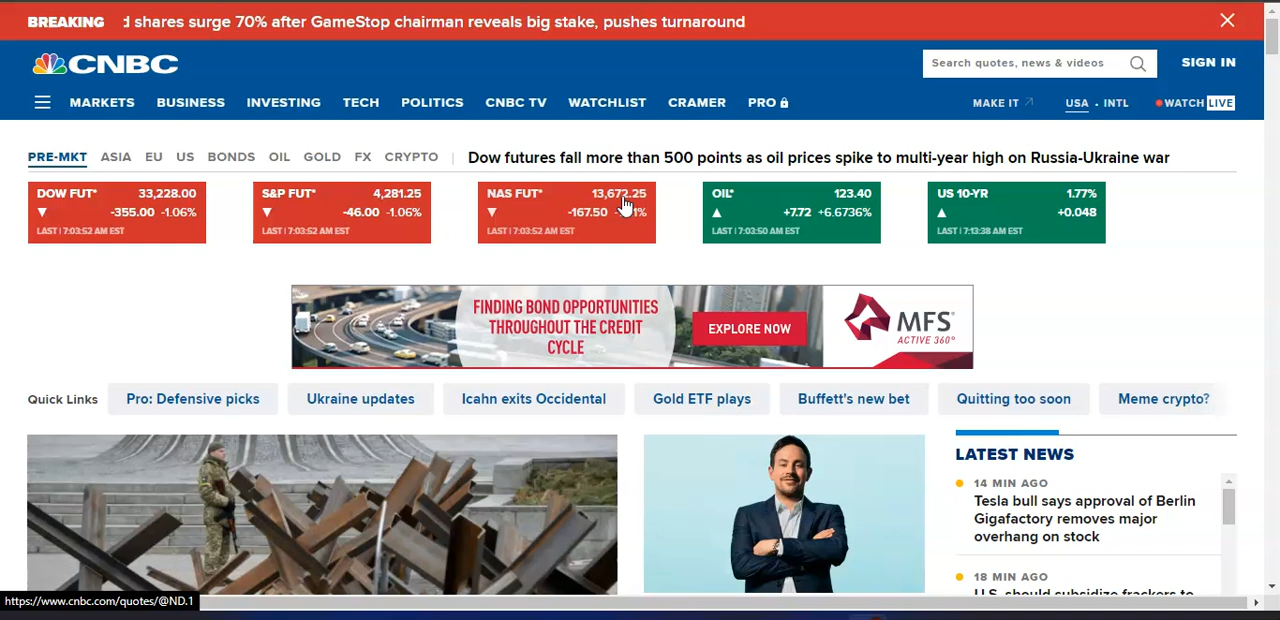 BREAKING shares surge 70% after GameStop chairman reveals big stake, pushes turnaround
CNBC
Search quotes, news & videos
SIGN IN
MARKETS BUSINESS INVESTING TECH POLITICS CNBC TV WATCHLIST CRAMER PRO
MAKE IT USA · INTL WATCH LIVE
PRE-MKT ASIA EU US BONDS OIL GOLD FX CRYPTO | Dow futures fall more than 500 points as oil prices spike to multi-year high on Russia-Ukraine war
DOW FUT* 33,228.00
-355.00 -1.06%
LAST | 7:03:52 AM EST
S&P FUT* 4,281.25
-46.00 -1.06%
LAST | 7:03:52 AM EST
NAS FUT* 13,672.25
-167.50
LAST | 7:03:52 AM EST
OIL* 123.40
+7.72 +6.6736%
LAST | 7:03:50 AM EST
US 10-YR 1.77%
+0.048
LAST | 7:13:38 AM EST
FINDING BOND OPPORTUNITIES
THROUGHOUT THE CREDIT
CYCLE
EXPLORE NOW
MFS®
ACTIVE 360°
Quick Links Pro: Defensive picks Ukraine updates Icahn exits Occidental Gold ETF plays Buffett's new bet Quitting too soon Meme crypto?
LATEST NEWS
14 MIN AGO
Tesla bull says approval of Berlin
Gigafactory removes major
overhang on stock
18 MIN AGO
U.S. should subsidize frackers to
https://www.cnbc.com/quotes/@ND.1